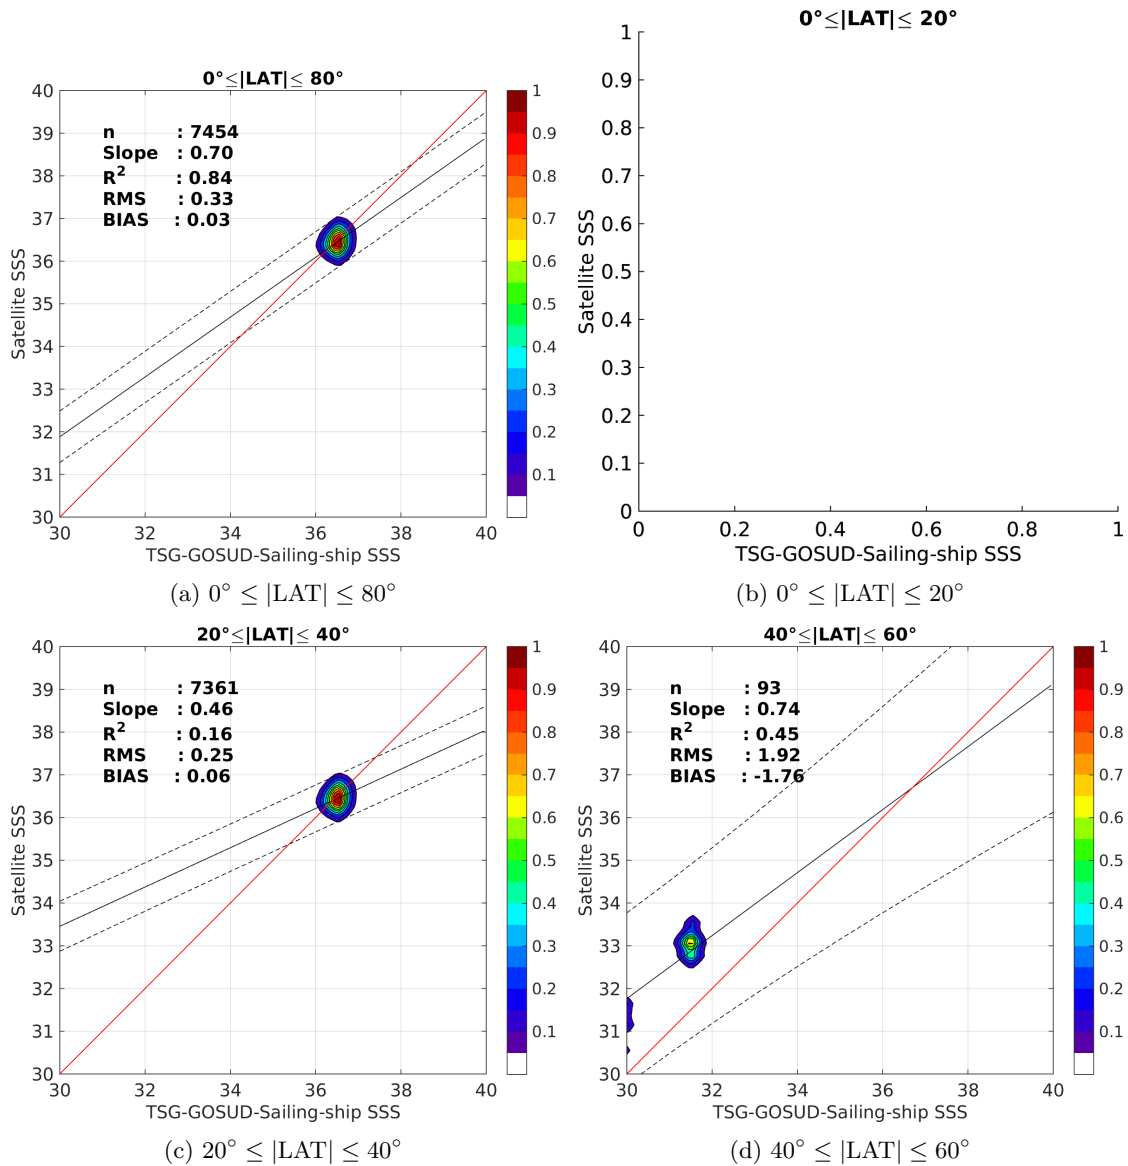 0°≤|LAT|≤ 80°
40
39
38
37
36
35
34
33
32
31
30
30 32 34 36 38 40
n : 7454
Slope : 0.70
R² : 0.84
RMS : 0.33
BIAS : 0.03
1
0.9
0.8
0.7
0.6
0.5
0.4
0.3
0.2
0.1
Satellite SSS
TSG-GOSUD-Sailing-ship SSS
(a) 0° ≤ |LAT| ≤ 80°
0°≤|LAT|≤ 20°
1
0.9
0.8
0.7
0.6
0.5
0.4
0.3
0.2
0.1
0
0 0.2 0.4 0.6 0.8 1
Satellite SSS
TSG-GOSUD-Sailing-ship SSS
(b) 0° ≤ |LAT| ≤ 20°
20°≤|LAT|≤ 40°
40
39
38
37
36
35
34
33
32
31
30
30 32 34 36 38 40
n : 7361
Slope : 0.46
R² : 0.16
RMS : 0.25
BIAS : 0.06
1
0.9
0.8
0.7
0.6
0.5
0.4
0.3
0.2
0.1
Satellite SSS
TSG-GOSUD-Sailing-ship SSS
(c) 20° ≤ |LAT| ≤ 40°
40°≤|LAT|≤ 60°
40
39
38
37
36
35
34
33
32
31
30
30 32 34 36 38 40
n : 93
Slope : 0.74
R² : 0.45
RMS : 1.92
BIAS : -1.76
1
0.9
0.8
0.7
0.6
0.5
0.4
0.3
0.2
0.1
Satellite SSS
TSG-GOSUD-Sailing-ship SSS
(d) 40° ≤ |LAT| ≤ 60°